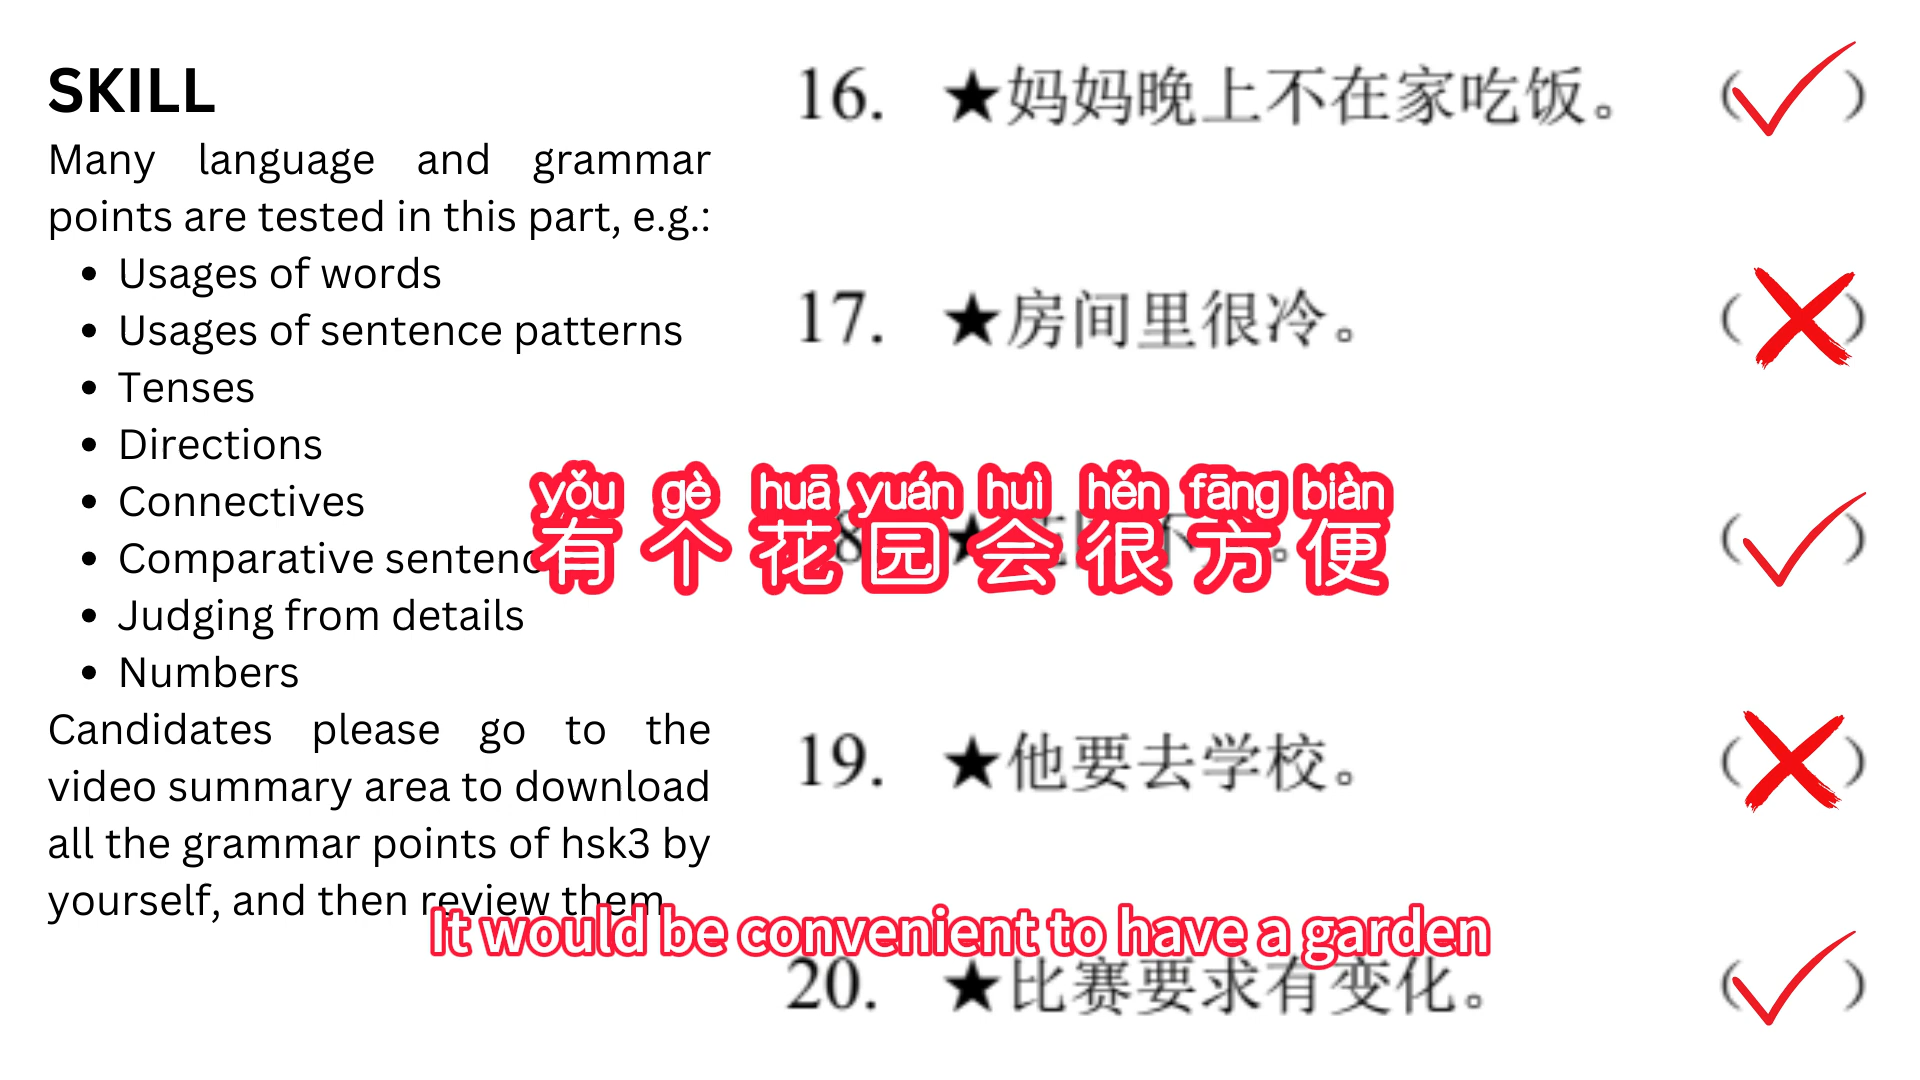 SKILL
Many language and grammar
points are tested in this part, e.g.:
• Usages of words
• Usages of sentence patterns
• Tenses
• Directions
• Connectives
• Comparative sentenc
• Judging from details
• Numbers
Candidates please go to the
video summary area to download
all the grammar points of hsk3 by
yourself, and then review them
16. ★妈妈晚上不在家吃饭。 (✓)
17. ★房间里很冷。 (✗)
yǒu gè huā yuán huì hěn fāng biàn
有个花园会很方便
8 ★ 。 (✓)
19. ★他要去学校。 (✗)
It would be convenient to have a garden
20. ★比赛要求有变化。 (✓)